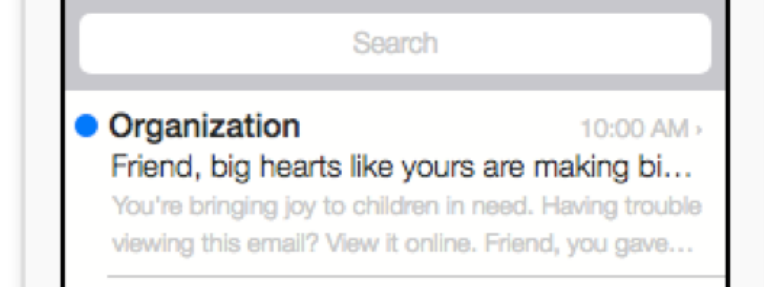 Search
Organization 10:00 AM ›
Friend, big hearts like yours are making bi...
You're bringing joy to children in need. Having trouble
viewing this email? View it online. Friend, you gave...